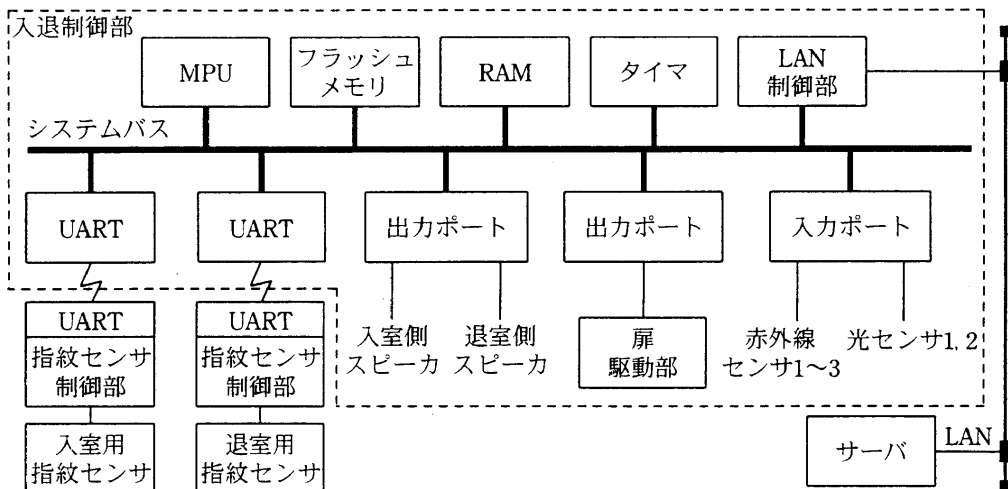 入退制御部
MPU
フラッシュ
メモリ
RAM
タイマ
LAN
制御部
システムバス
UART
UART
出力ポート
出力ポート
入力ポート
UART
指紋センサ
制御部
UART
指紋センサ
制御部
入室側
スピーカ
退室側
スピーカ
扉
駆動部
赤外線
センサ1〜3
光センサ1, 2
入室用
指紋センサ
退室用
指紋センサ
サーバ
LAN